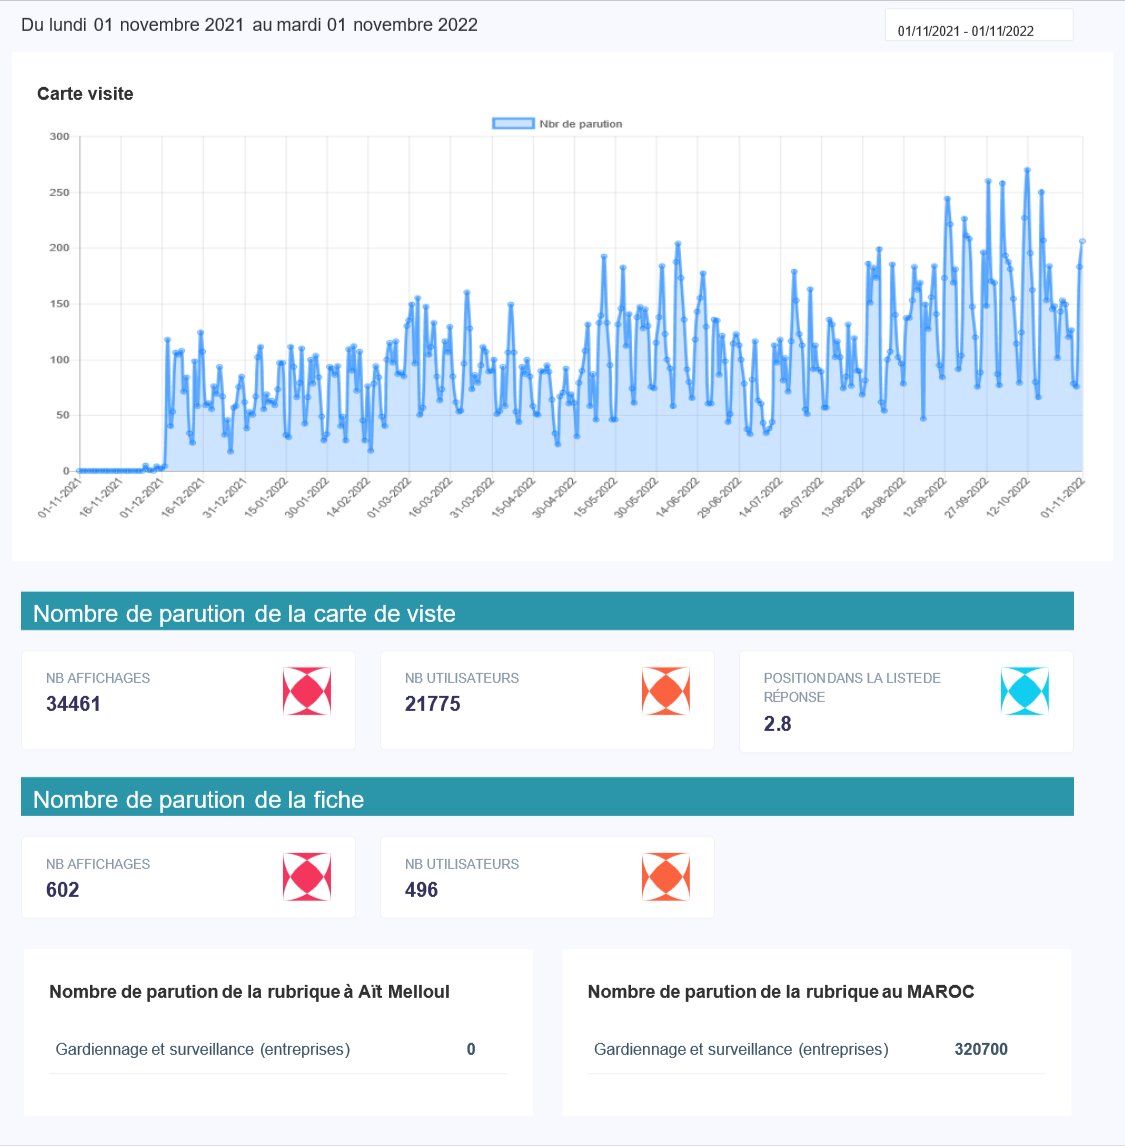 Du lundi 01 novembre 2021 au mardi 01 novembre 2022
01/11/2021 - 01/11/2022
Carte visite
Nbr de parution
300
250
200
150
100
50
0
01-11-2021
16-11-2021
01-12-2021
16-12-2021
31-12-2021
15-01-2022
30-01-2022
14-02-2022
01-03-2022
16-03-2022
31-03-2022
15-04-2022
30-04-2022
15-05-2022
30-05-2022
14-06-2022
29-06-2022
14-07-2022
29-07-2022
13-08-2022
28-08-2022
12-09-2022
27-09-2022
12-10-2022
01-11-2022
Nombre de parution de la carte de viste
NB AFFICHAGES
34461
NB UTILISATEURS
21775
POSITION DANS LA LISTE DE
RÉPONSE
2.8
Nombre de parution de la fiche
NB AFFICHAGES
602
NB UTILISATEURS
496
Nombre de parution de la rubrique à Aït Melloul
Gardiennage et surveillance (entreprises) 0
Nombre de parution de la rubrique au MAROC
Gardiennage et surveillance (entreprises) 320700